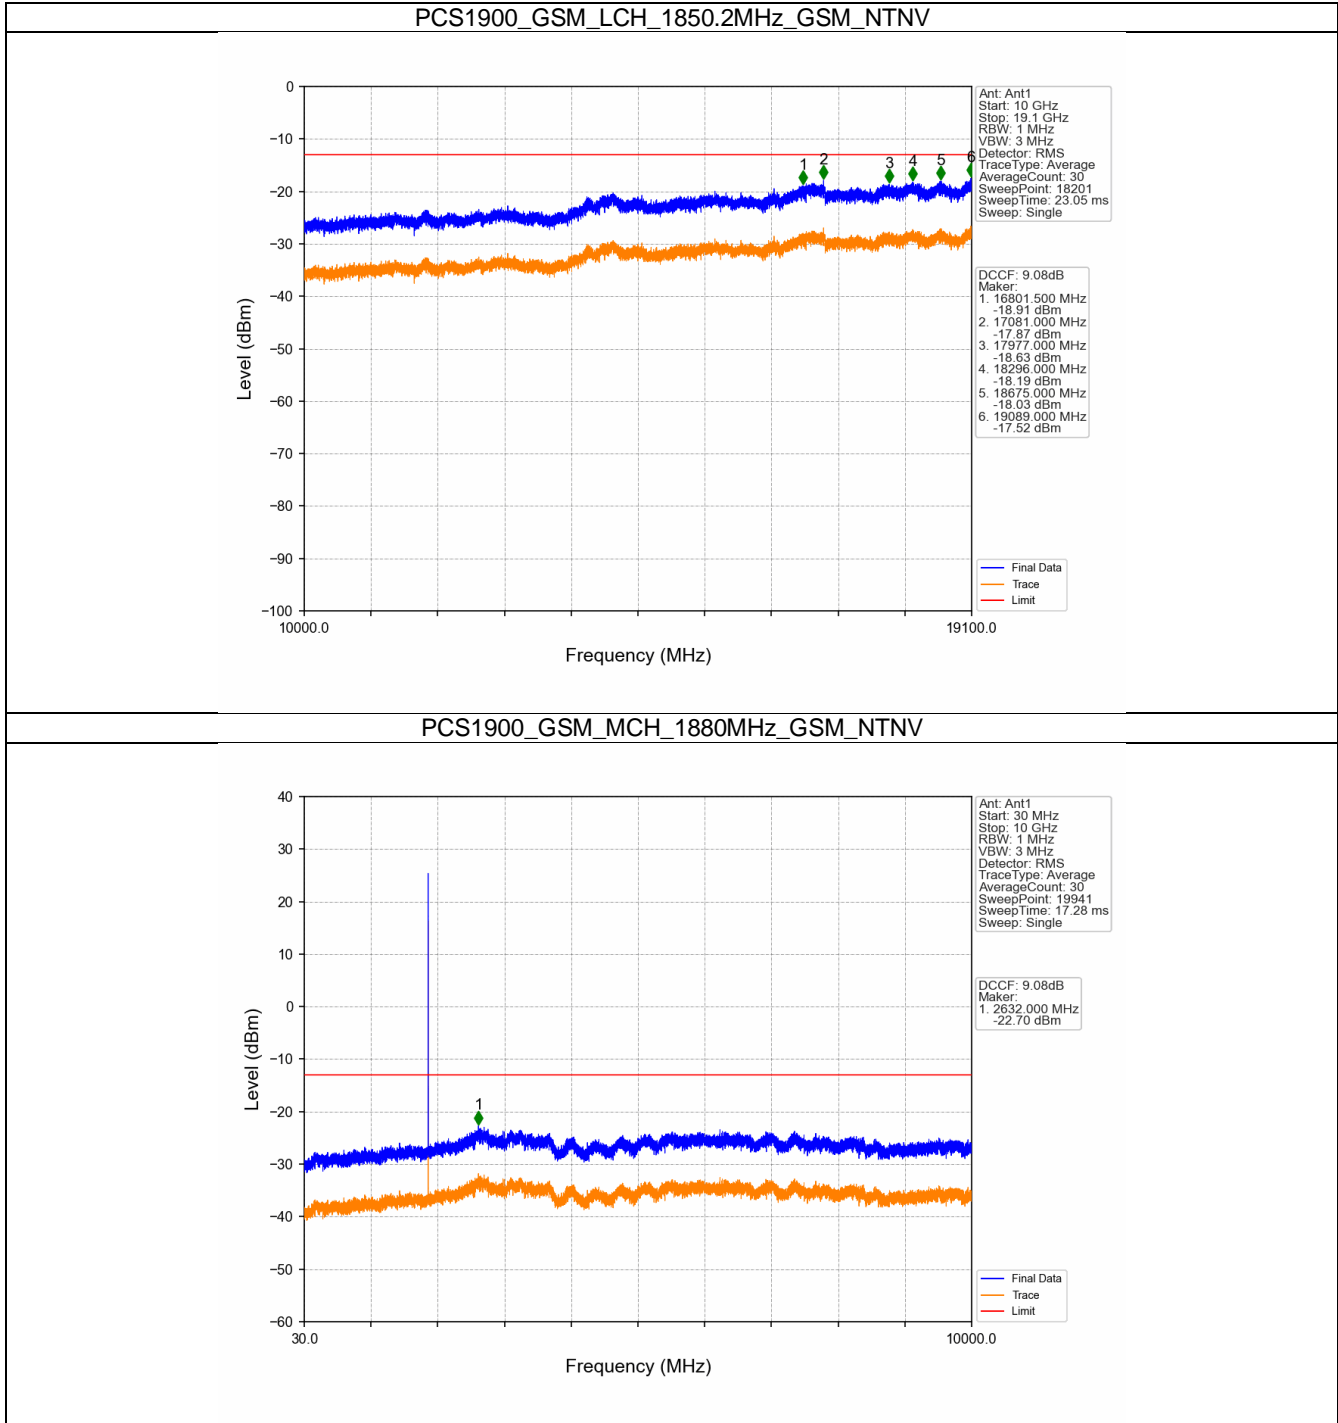 PCS1900_GSM_LCH_1850.2MHz_GSM_NTNV
0
−10
−20
−30
−40
−50
−60
−70
−80
−90
−100
Level (dBm)
10000.0
19100.0
Frequency (MHz)
1
2
3
4
5
6
Ant: Ant1
Start: 10 GHz
Stop: 19.1 GHz
RBW: 1 MHz
VBW: 3 MHz
Detector: RMS
TraceType: Average
AverageCount: 30
SweepPoint: 18201
SweepTime: 23.05 ms
Sweep: Single
DCCF: 9.08dB
Maker:
1. 16801.500 MHz
-18.91 dBm
2. 17081.000 MHz
-17.87 dBm
3. 17977.000 MHz
-18.63 dBm
4. 18296.000 MHz
-18.19 dBm
5. 18675.000 MHz
-18.03 dBm
6. 19089.000 MHz
-17.52 dBm
Final Data
Trace
Limit
PCS1900_GSM_MCH_1880MHz_GSM_NTNV
40
30
20
10
0
−10
−20
−30
−40
−50
−60
Level (dBm)
30.0
10000.0
Frequency (MHz)
1
Ant: Ant1
Start: 30 MHz
Stop: 10 GHz
RBW: 1 MHz
VBW: 3 MHz
Detector: RMS
TraceType: Average
AverageCount: 30
SweepPoint: 19941
SweepTime: 17.28 ms
Sweep: Single
DCCF: 9.08dB
Maker:
1. 2632.000 MHz
-22.70 dBm
Final Data
Trace
Limit